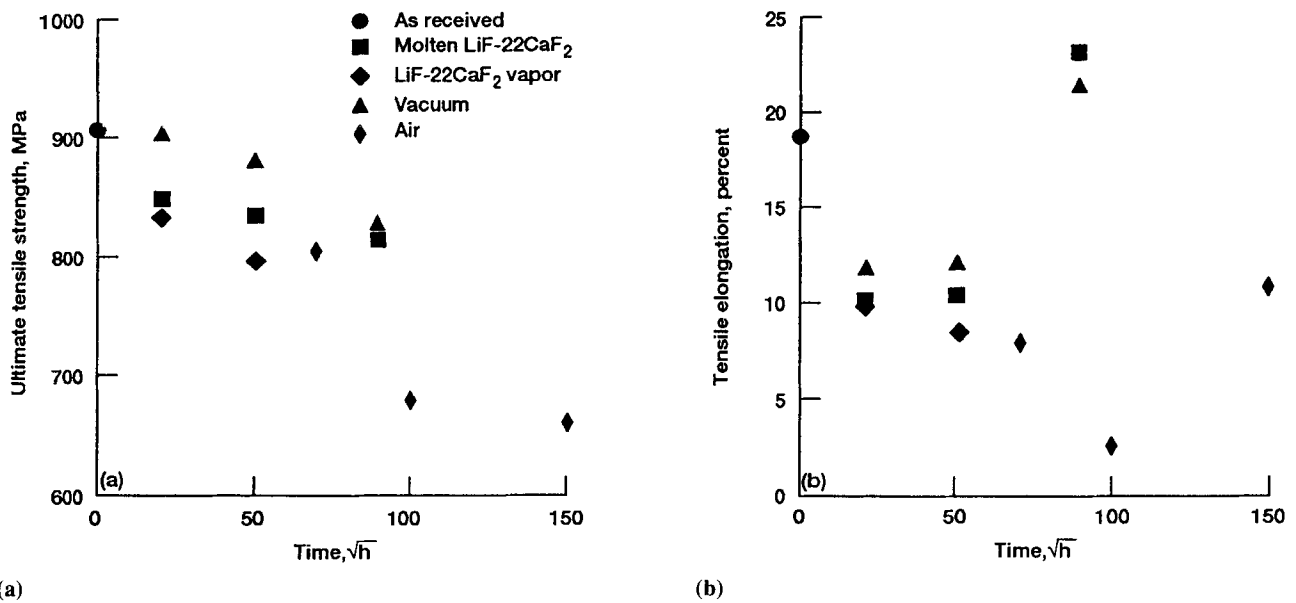 1000
900
800
700
600
Ultimate tensile strength, MPa
As received
Molten LiF-22CaF₂
LiF-22CaF₂ vapor
Vacuum
Air
(a)
0
50
100
150
Time,√h
(a)
25
20
15
10
5
0
Tensile elongation, percent
(b)
0
50
100
150
Time,√h
(b)